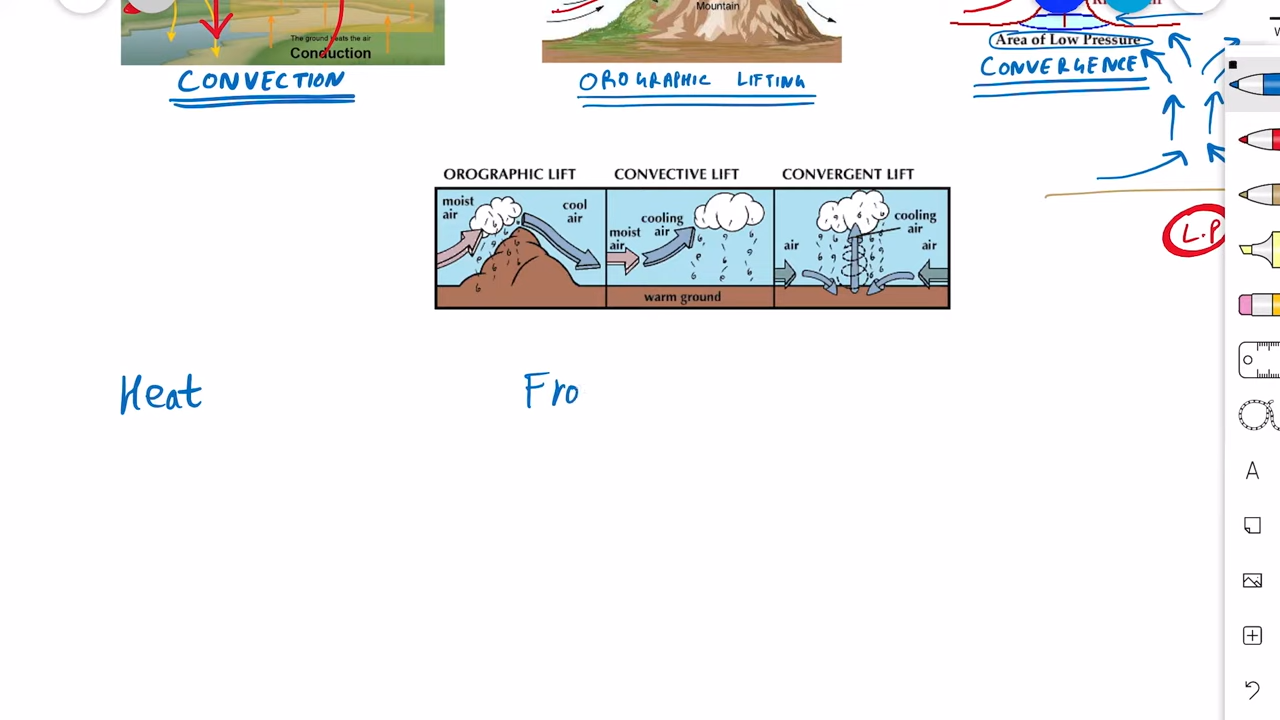 The ground heats the air
Conduction
CONVECTION
Mountain
OROGRAPHIC LIFTING
Area of Low Pressure
CONVERGENCE
L.P
OROGRAPHIC LIFT
moist
air
cool
air
CONVECTIVE LIFT
cooling
air
moist
air
warm ground
CONVERGENT LIFT
cooling
air
air
air
Heat
Fro
A